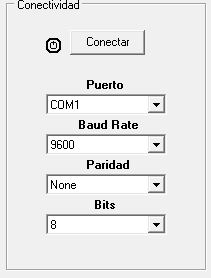 Conectividad
Conectar
Puerto
COM1
Baud Rate
9600
Paridad
None
Bits
8